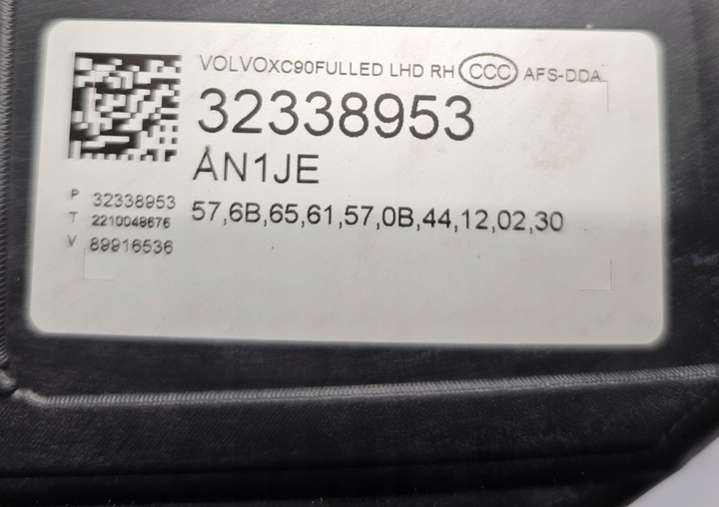 VOLVOXC90FULLED LHD RH CCC AFS-DDA
32338953
AN1JE
57,6B,65,61,57,0B,44,12,02,30
P 32338953
T 2210048676
V 89916536